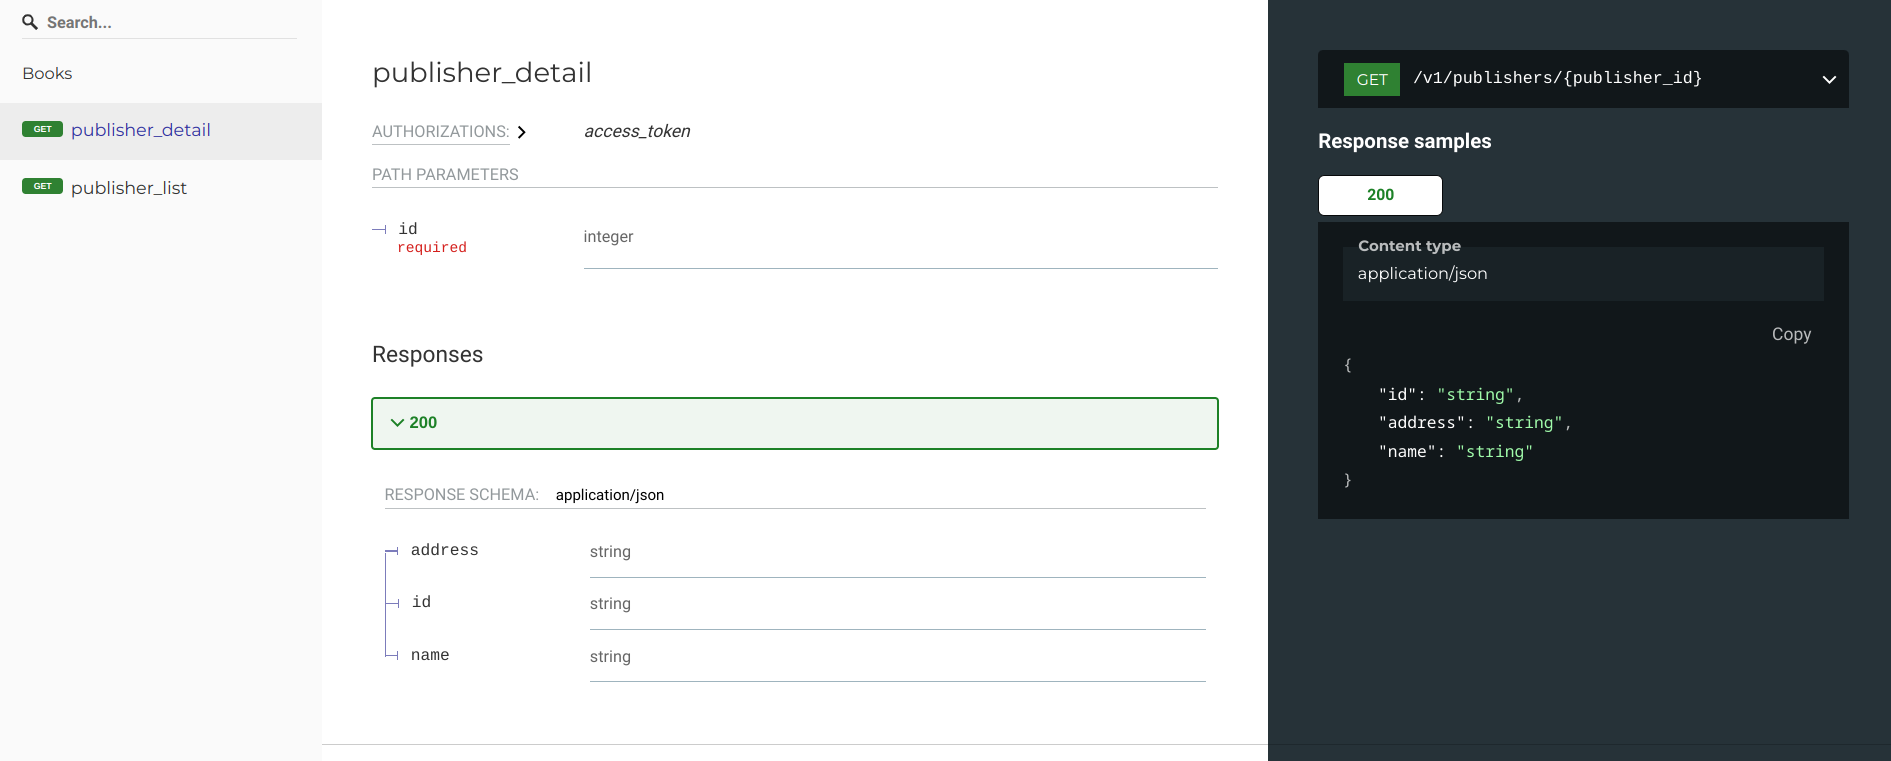 Search...
Books
GET publisher_detail
GET publisher_list
publisher_detail
AUTHORIZATIONS: access_token
PATH PARAMETERS
id integer
required
Responses
200
RESPONSE SCHEMA: application/json
address string
id string
name string
GET /v1/publishers/{publisher_id}
Response samples
200
Content type
application/json
Copy
{
"id": "string",
"address": "string",
"name": "string"
}